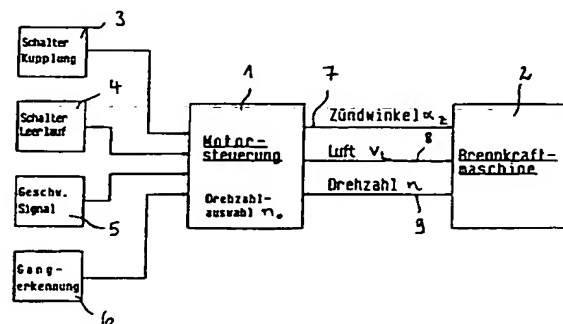 3
Schalter
Kupplung
4
Schalter
Leerlauf
Geschw.
Signal
5
Gang-
erkennung
6
1
Motor-
steuerung
Drehzahl-
auswahl n₀
7
Zündwinkel α_z
Luft V_L
8
Drehzahl n
9
2
Brennkraft-
maschine